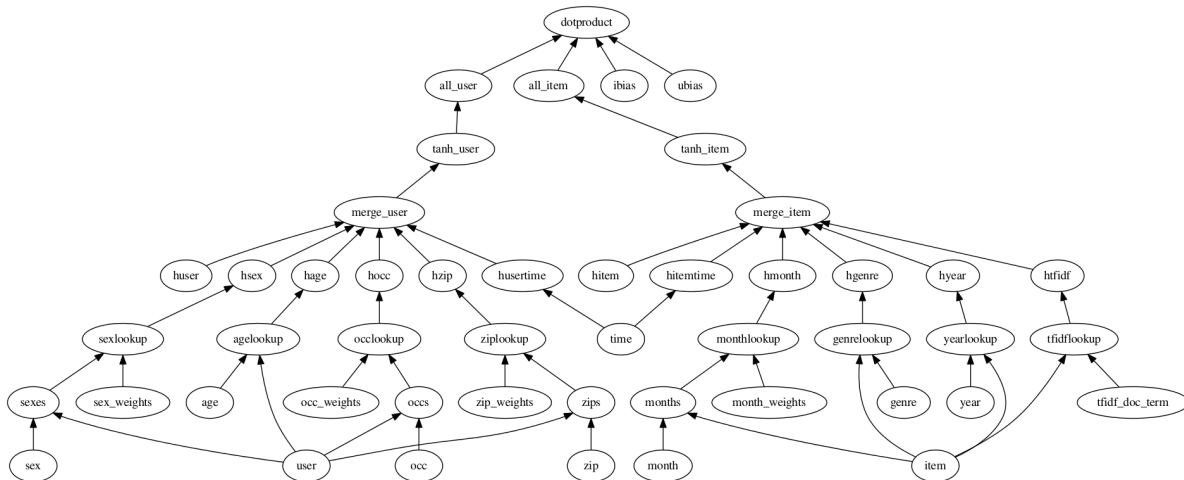 dotproduct
all_user all_item ibias ubias
tanh_user tanh_item
merge_user merge_item
huser hsex hage hocc hzip husertime hitem hitemtime hmonth hgenre hyear htfidf
sexlookup agelookup occlookup ziplookup time monthlookup genrelookup yearlookup tfidflookup
sexes sex_weights age occ_weights occs zip_weights zips months month_weights genre year tfidf_doc_term
sex user occ zip month item